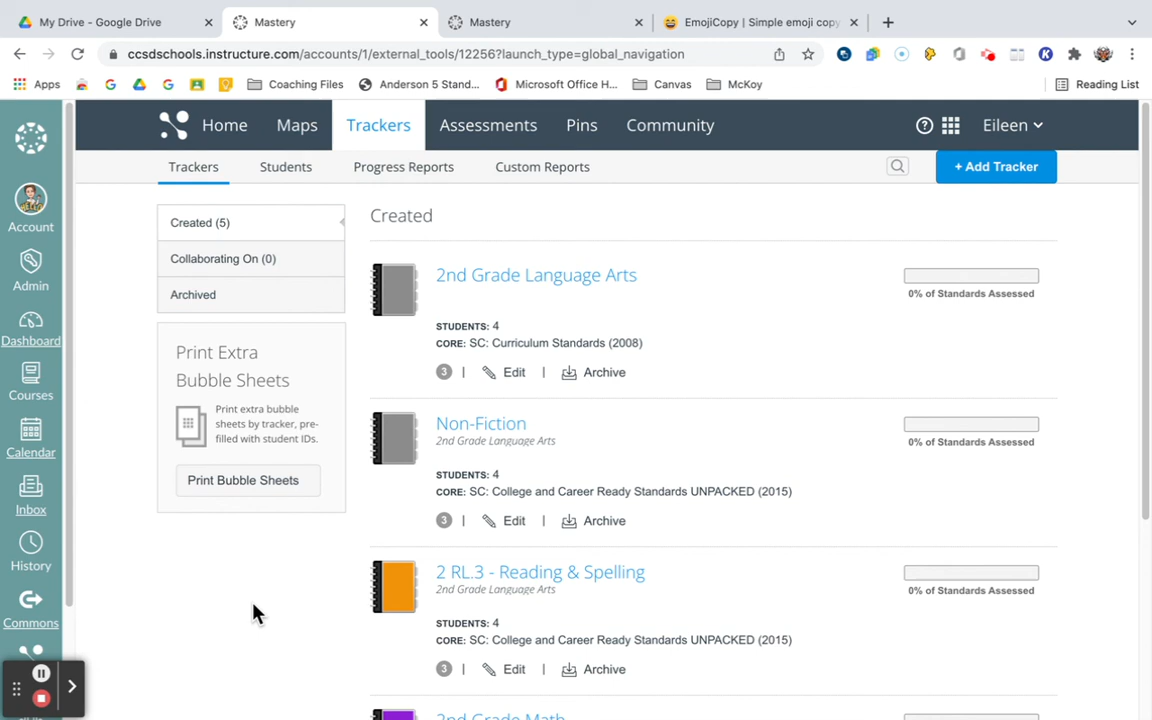 My Drive - Google Drive
Mastery
Mastery
EmojiCopy | Simple emoji copy
ccsdschools.instructure.com/accounts/1/external_tools/12256?launch_type=global_navigation
Apps
Coaching Files
Anderson 5 Stand...
Microsoft Office H...
Canvas
McKoy
Reading List
Home
Maps
Trackers
Assessments
Pins
Community
Eileen
Trackers
Students
Progress Reports
Custom Reports
+ Add Tracker
Account
Admin
Dashboard
Courses
Calendar
Inbox
History
Commons
Created (5)
Collaborating On (0)
Archived
Print Extra
Bubble Sheets
Print extra bubble
sheets by tracker, pre-
filled with student IDs.
Print Bubble Sheets
Created
2nd Grade Language Arts
0% of Standards Assessed
STUDENTS: 4
CORE: SC: Curriculum Standards (2008)
3 | Edit | Archive
Non-Fiction
2nd Grade Language Arts
0% of Standards Assessed
STUDENTS: 4
CORE: SC: College and Career Ready Standards UNPACKED (2015)
3 | Edit | Archive
2 RL.3 - Reading & Spelling
2nd Grade Language Arts
0% of Standards Assessed
STUDENTS: 4
CORE: SC: College and Career Ready Standards UNPACKED (2015)
3 | Edit | Archive
2nd Grade Math